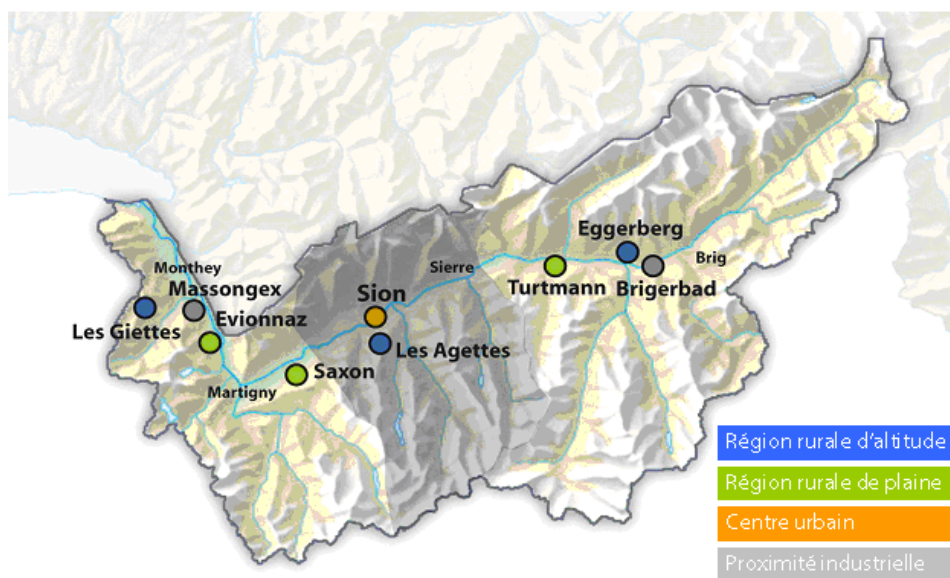 Eggerberg
Monthey
Massongex
Les Giettes
Evionnaz
Sion
Sierre
Turtmann
Brigerbad
Brig
Les Agettes
Saxon
Martigny
Région rurale d'altitude
Région rurale de plaine
Centre urbain
Proximité industrielle